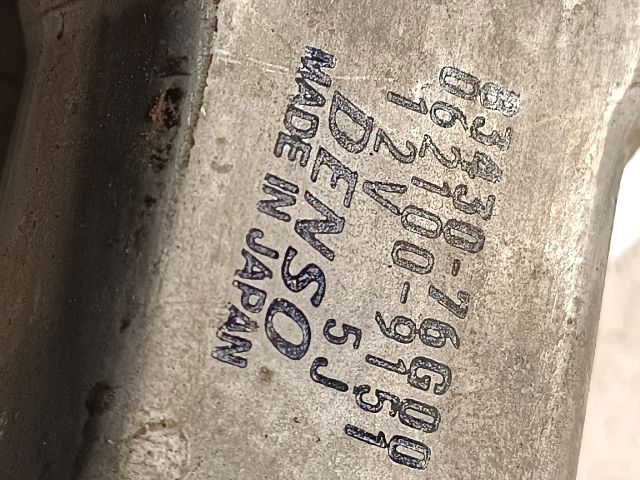 83430-76G00
062100-9151
12V 5J
DENSO
MADE IN JAPAN